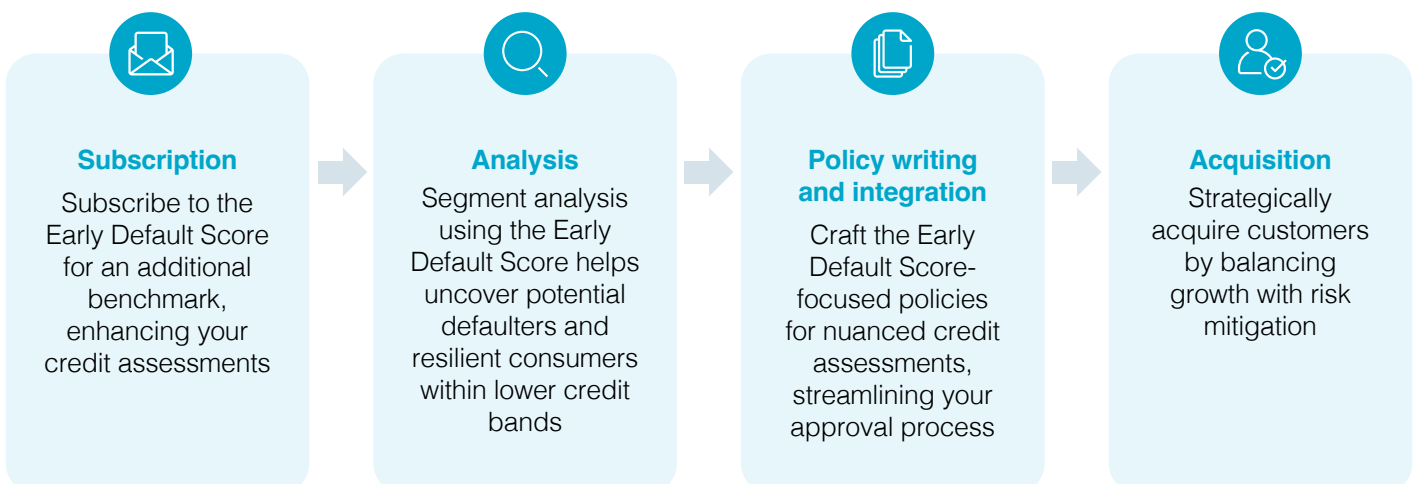 Subscription
Subscribe to the
Early Default Score
for an additional
benchmark,
enhancing your
credit assessments
Analysis
Segment analysis
using the Early
Default Score helps
uncover potential
defaulters and
resilient consumers
within lower credit
bands
Policy writing
and integration
Craft the Early
Default Score-
focused policies
for nuanced credit
assessments,
streamlining your
approval process
Acquisition
Strategically
acquire customers
by balancing
growth with risk
mitigation